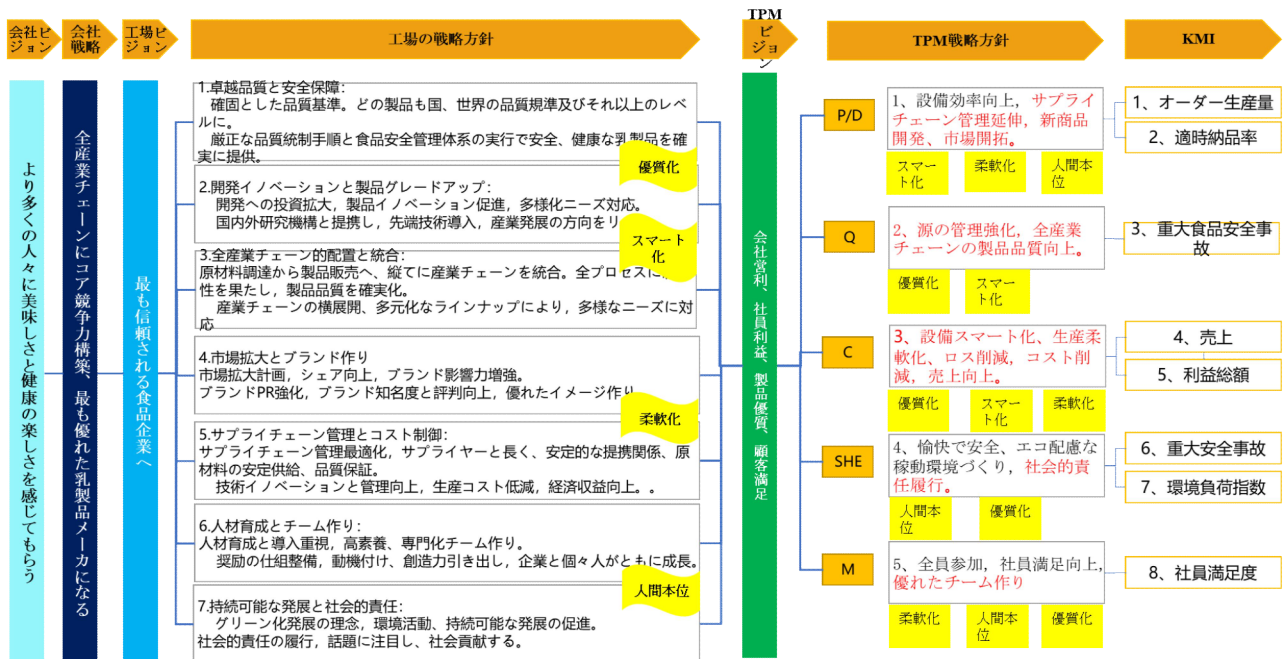 会社ビ
ジョン
会社
戦略
工場ビ
ジョン
工場の戦略方針
TPM
ビ
ジョ
ン
TPM戦略方針
KMI
より多くの人々に美味しさと健康の楽しさを感じてもらう
全産業チェーンにコア競争力構築、最も優れた乳製品メーカになる
最も信頼される食品企業へ
1.卓越品質と安全保障：
確固とした品質基準。どの製品も国、世界の品質規準及びそれ以上のレベ
ルに。
厳正な品質統制手順と食品安全管理体系の実行で安全、健康な乳製品を確
実に提供。
優質化
2.開発イノベーションと製品グレードアップ：
開発への投資拡大，製品イノベーション促進，多様化ニーズ対応。
国内外研究機構と提携し，先端技術導入，産業発展の方向をリ
スマート
化
3.全産業チェーン的配置と統合：
原材料調達から製品販売へ，縦てに産業チェーンを統合。全プロセスに
性を果たし，製品品質を確実化。
産業チェーンの横展開、多元化なラインナップにより，多様なニーズに対
応
4.市場拡大とブランド作り
市場拡大計画，シェア向上，ブランド影響力増強。
ブランドPR強化，ブランド知名度と評判向上，優れたイメージ作り
柔軟化
5.サプライチェーン管理とコスト制御：
サプライチェーン管理最適化，サプライヤーと長く、安定的な提携関係、原
材料の安定供給、品質保証。
技術イノベーションと管理向上，生産コスト低減，経済収益向上。。
6.人材育成とチーム作り：
人材育成と導入重視，高素養、専門化チーム作り。
奨励の仕組整備，動機付け、創造力引き出し，企業と個々人がともに成長。
人間本位
7.持続可能な発展と社会的責任：
グリーン化発展の理念，環境活動、持続可能な発展の促進。
社会的責任の履行，話題に注目し、社会貢献する。
会社営利、社員利益、製品優質、顧客満足
P/D
1、設備効率向上，サプライ
チェーン管理延伸，新商品
開発、市場開拓。
スマー
ト化
柔軟化
人間本
位
1、オーダー生産量
2、適時納品率
Q
2、源の管理強化，全産業
チェーンの製品品質向上。
優質化
スマー
ト化
3、重大食品安全事
故
C
3、設備スマート化、生産柔
軟化、ロス削減，コスト削
減，売上向上。
優質化
スマー
ト化
柔軟化
4、売上
5、利益総額
SHE
4、愉快で安全、エコ配慮な
稼動環境づくり，社会的責
任履行。
人間本
位
優質化
6、重大安全事故
7、環境負荷指数
M
5、全員参加，社員満足向上，
優れたチーム作り
柔軟化
人間本
位
優質化
8、社員満足度